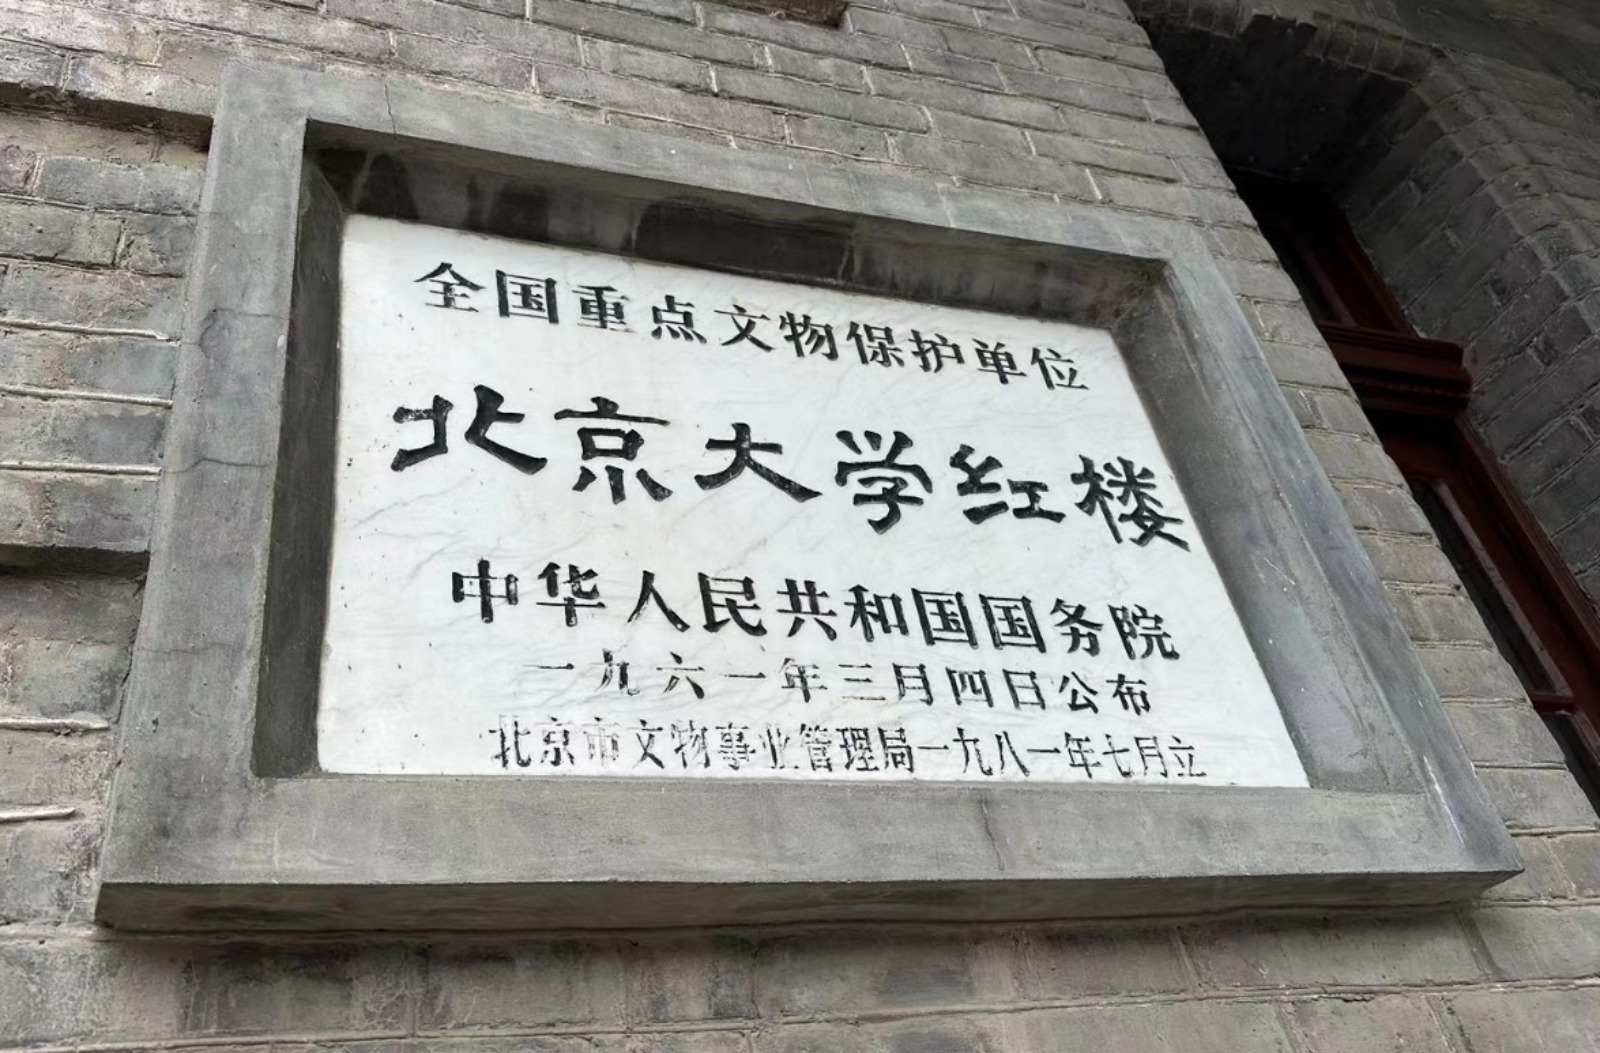 全国重点文物保护单位
北京大学红楼
中华人民共和国国务院
一九六一年三月四日公布
北京市文物事业管理局一九八一年七月立